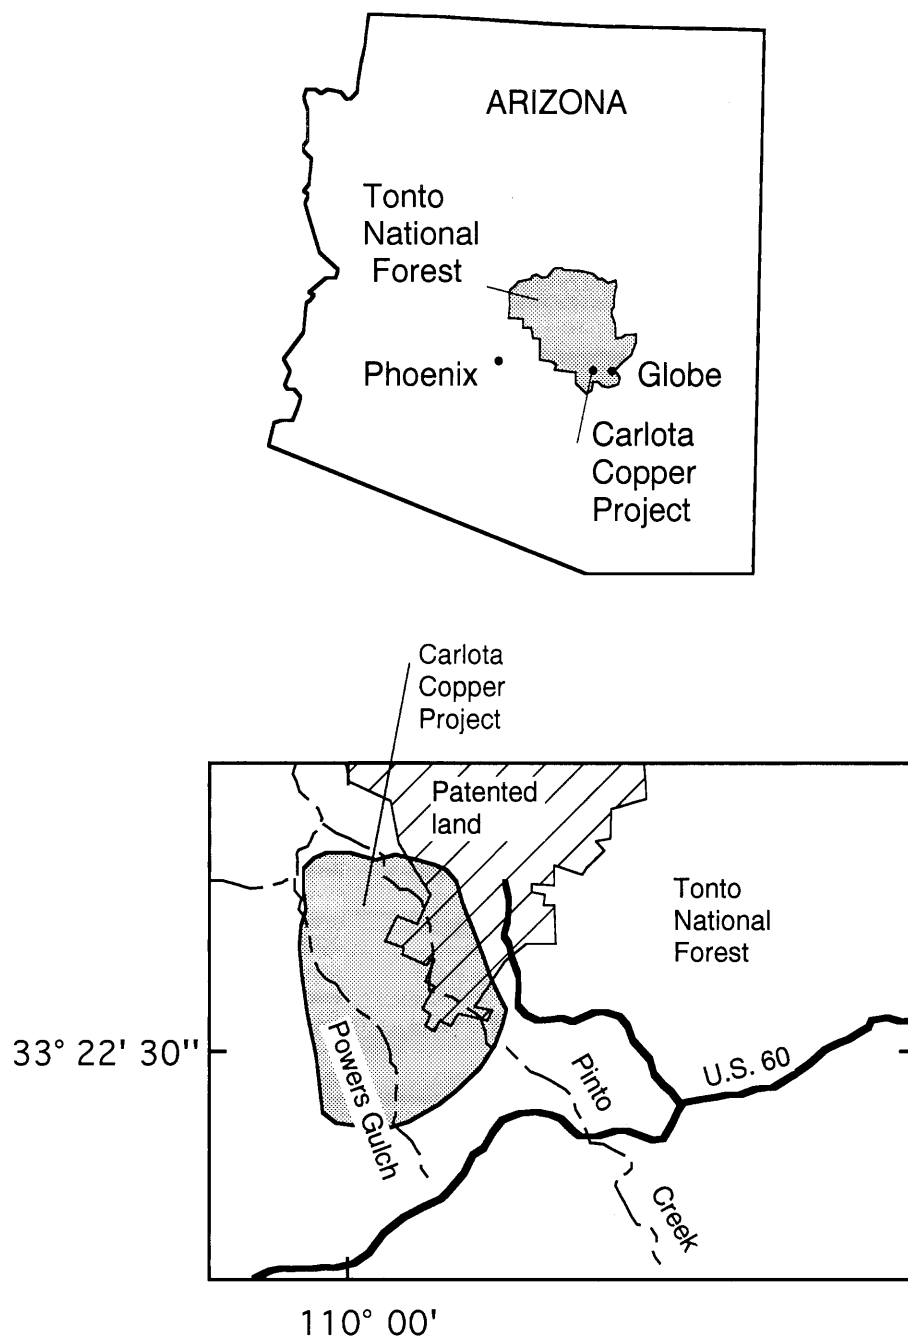 ARIZONA
Tonto
National
Forest
Phoenix
Globe
Carlota
Copper
Project
Carlota
Copper
Project
Patented
land
Tonto
National
Forest
33° 22' 30''
Powers Gulch
Pinto
Creek
U.S. 60
110° 00'